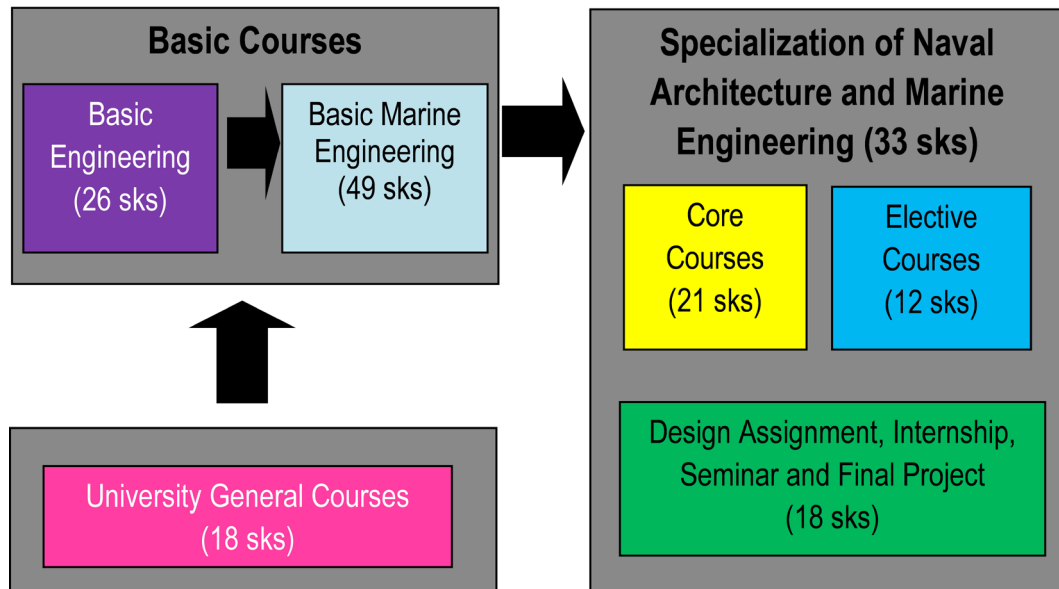 Basic Courses
Basic
Engineering
(26 sks)
Basic Marine
Engineering
(49 sks)
University General Courses
(18 sks)
Specialization of Naval
Architecture and Marine
Engineering (33 sks)
Core
Courses
(21 sks)
Elective
Courses
(12 sks)
Design Assignment, Internship,
Seminar and Final Project
(18 sks)